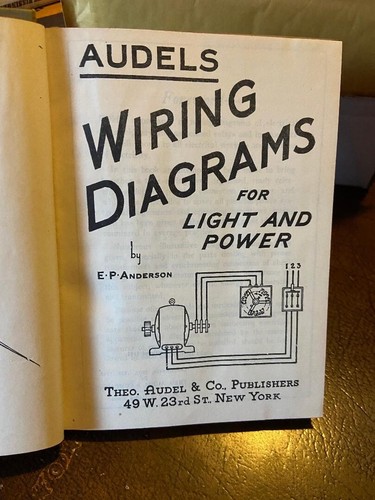 AUDELS
WIRING
DIAGRAMS
FOR
LIGHT AND
POWER
by
E·P·ANDERSON
1 2 3
THEO. AUDEL & CO., PUBLISHERS
49 W. 23rd ST. NEW YORK